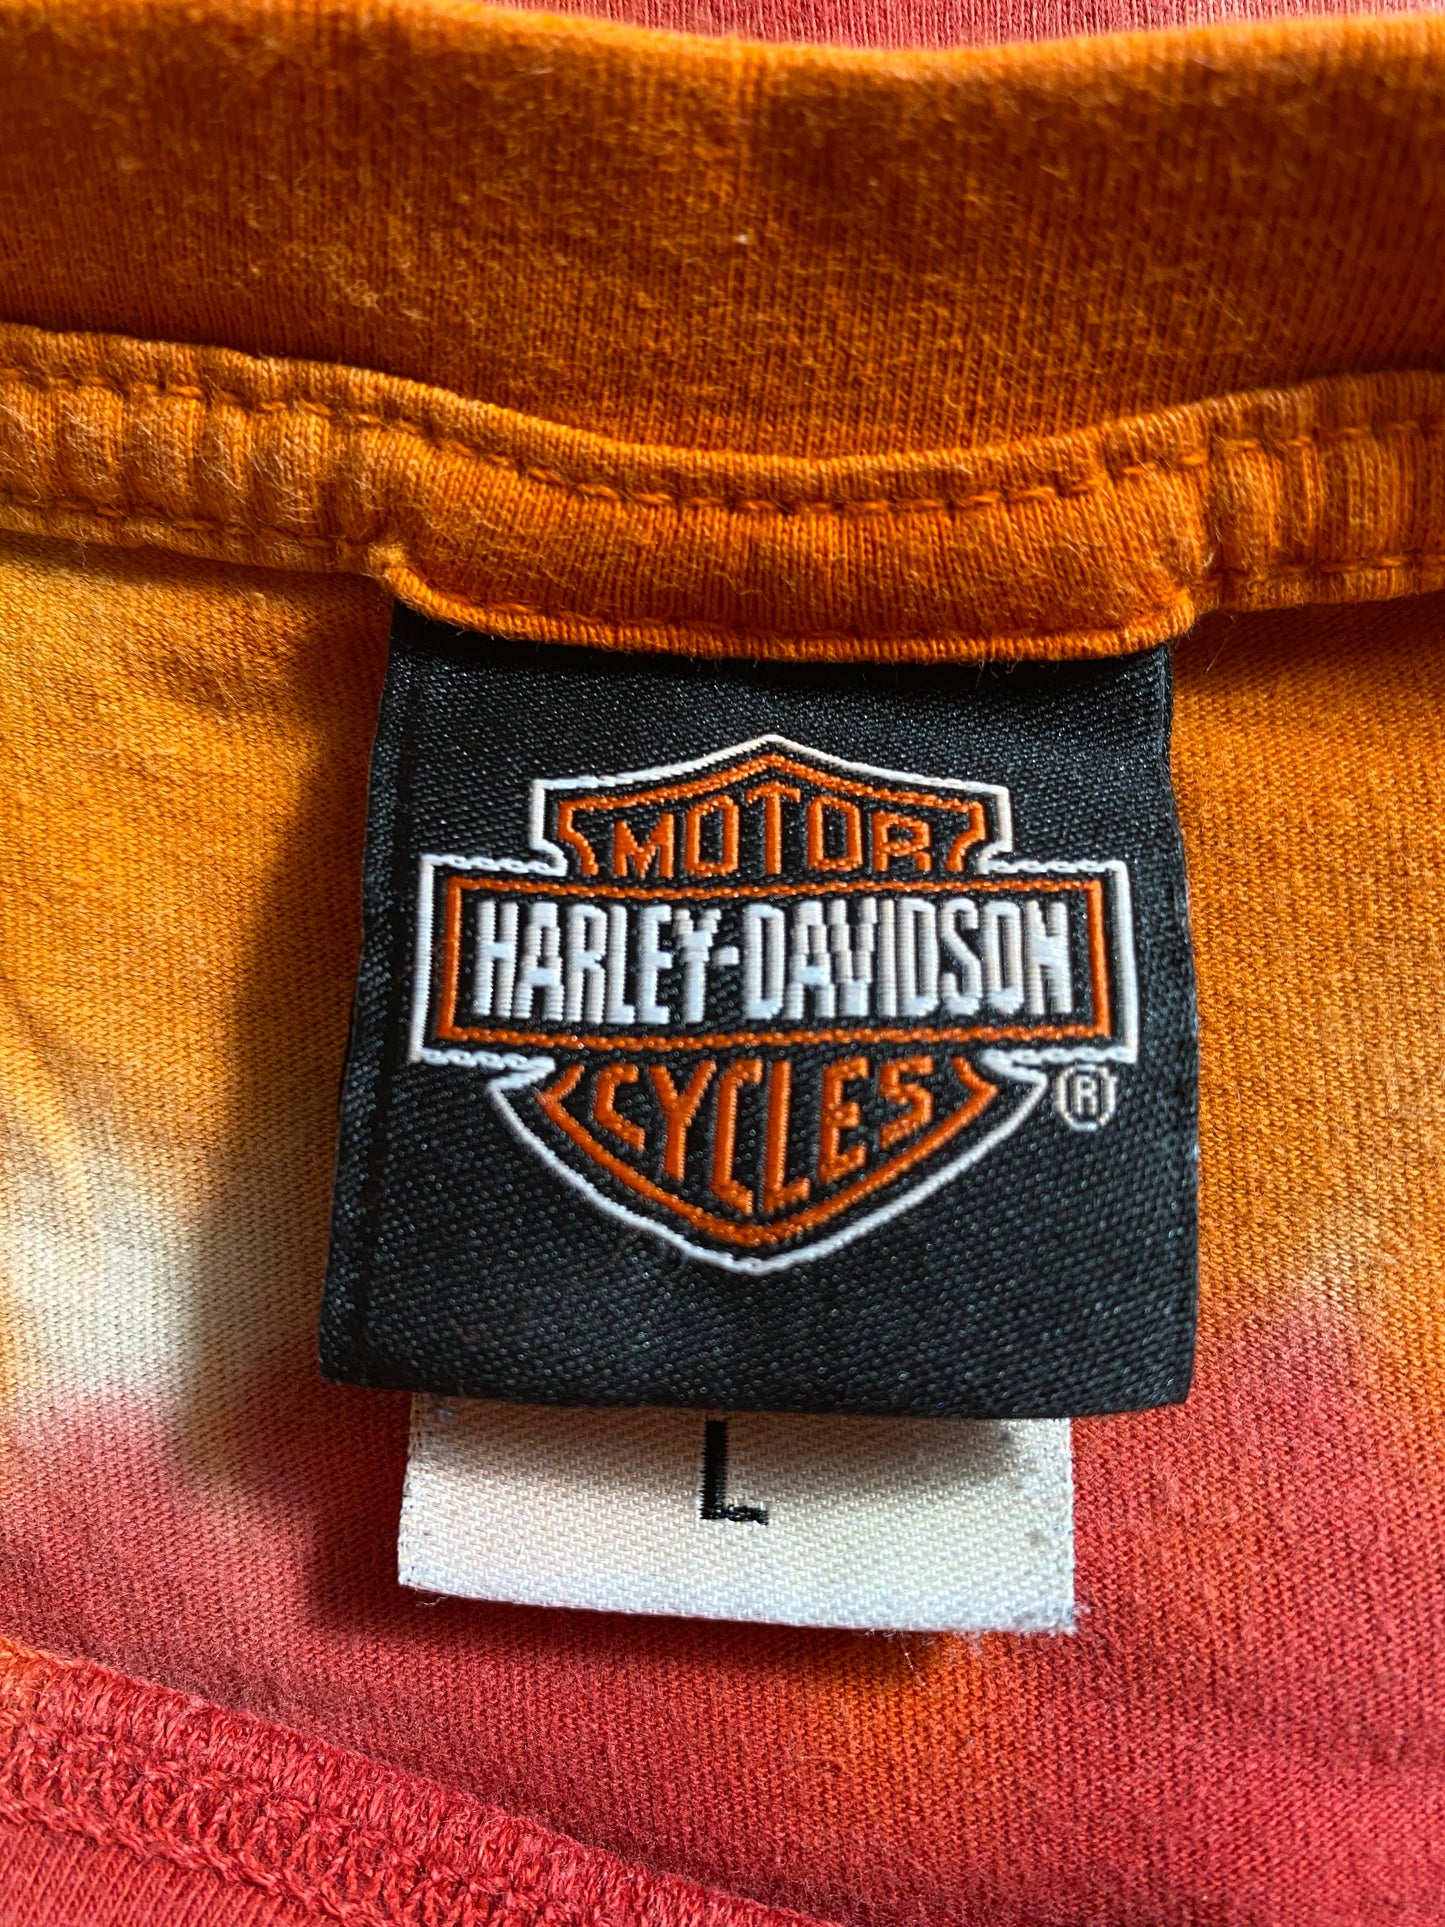 MOTOR
HARLEY-DAVIDSON
CYCLES
®
L